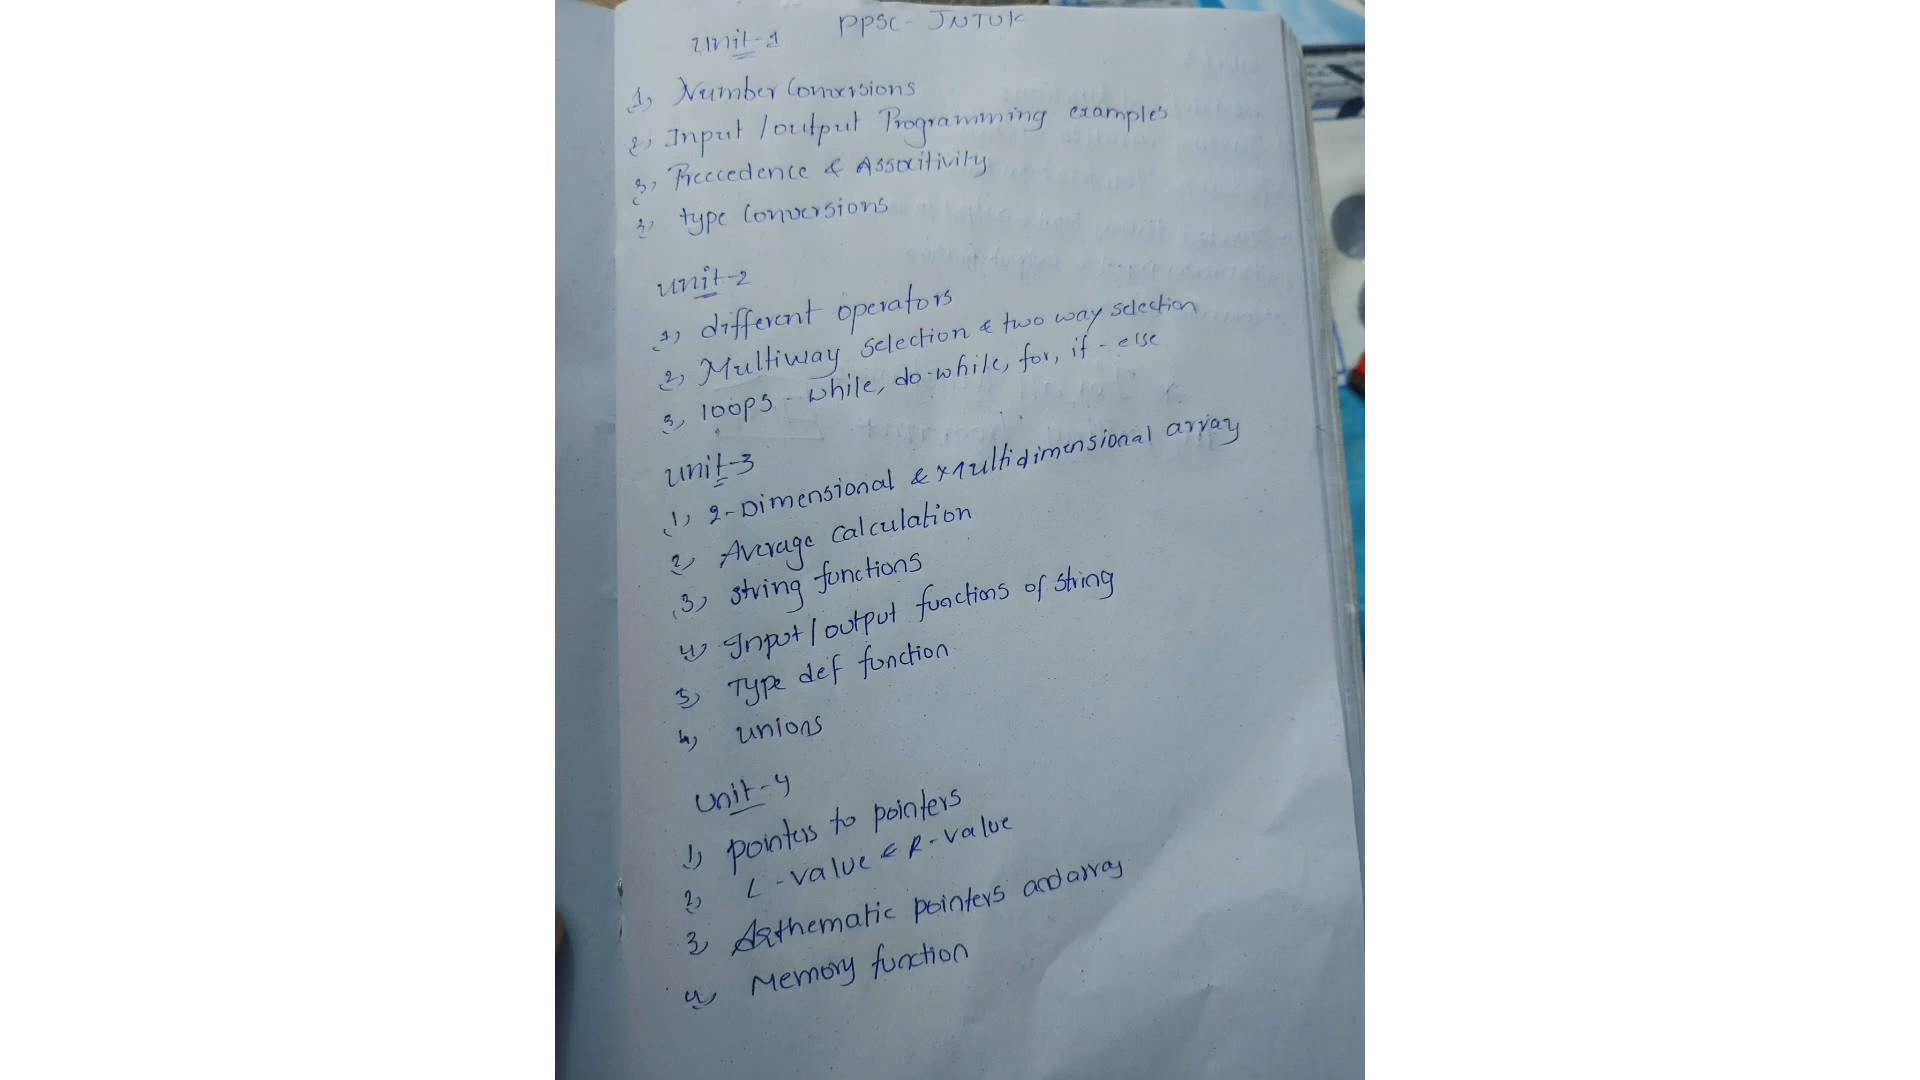 Unit-1 PPSC- JNTUK
1, Number Conversions
2, Input /output Programming examples
3, Preccedence & Associtivity
4, type Conversions
unit-2
1, different operators
2, Multiway selection & two way selection
3, loops - while, do-while, for, if - else
unit-3
1, 2-Dimensional & Multidimensional array
2, Average calculation
3, string functions
4, Input/output functions of string
5, Type def function
6, unions
Unit-4
1, pointers to pointers
2, L-value & R-value
3, Arthematic pointers and array
4, Memory function